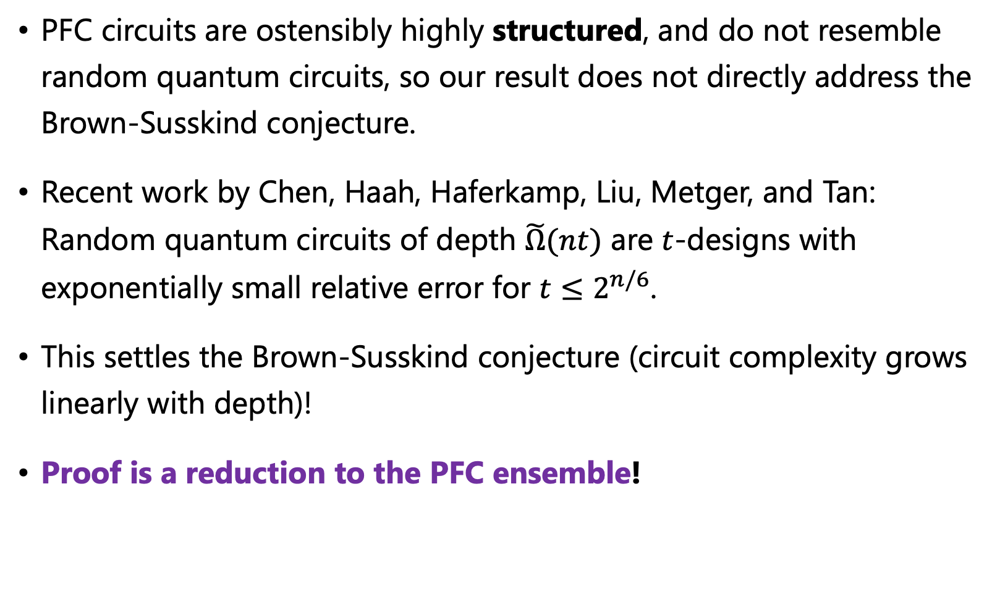 • PFC circuits are ostensibly highly structured, and do not resemble
random quantum circuits, so our result does not directly address the
Brown-Susskind conjecture.
• Recent work by Chen, Haah, Haferkamp, Liu, Metger, and Tan:
Random quantum circuits of depth Ω̃(𝑛𝑡) are 𝑡-designs with
exponentially small relative error for 𝑡 ≤ 2^{𝑛/6}.
• This settles the Brown-Susskind conjecture (circuit complexity grows
linearly with depth)!
• Proof is a reduction to the PFC ensemble!